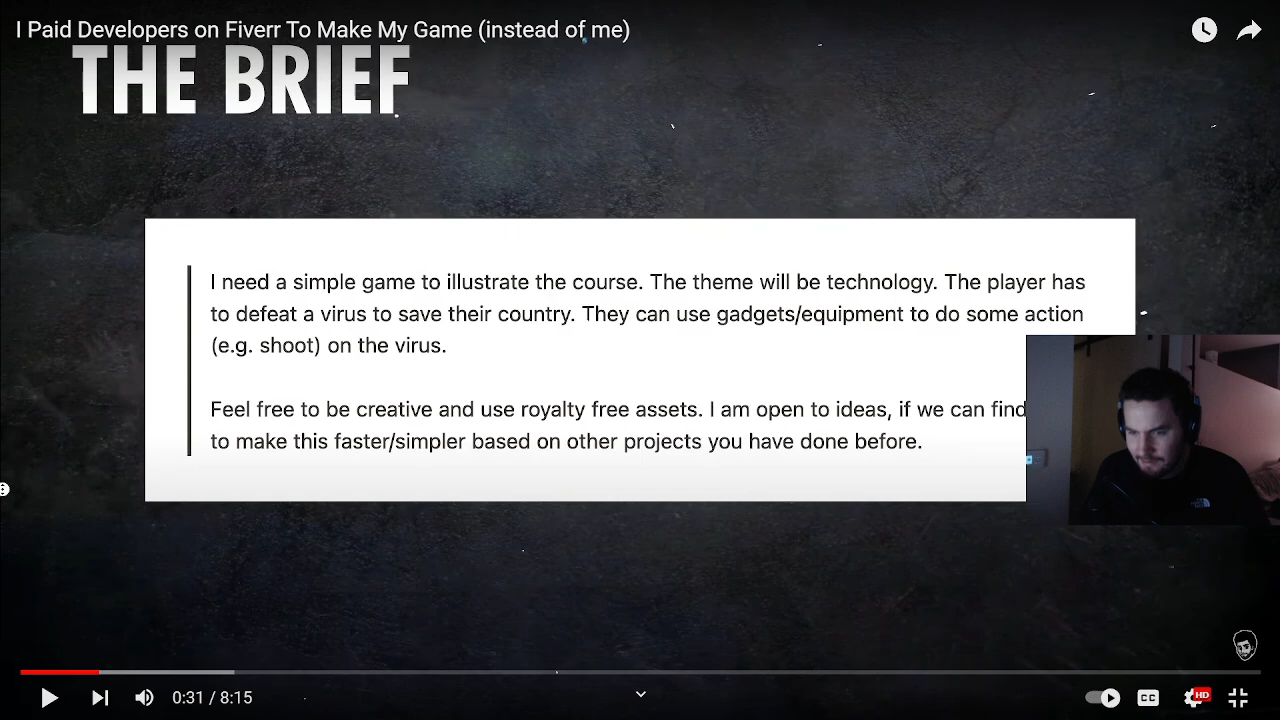 I Paid Developers on Fiverr To Make My Game (instead of me)
THE BRIEF
I need a simple game to illustrate the course. The theme will be technology. The player has
to defeat a virus to save their country. They can use gadgets/equipment to do some action
(e.g. shoot) on the virus.
Feel free to be creative and use royalty free assets. I am open to ideas, if we can find
to make this faster/simpler based on other projects you have done before.
0:31 / 8:15
CC
HD